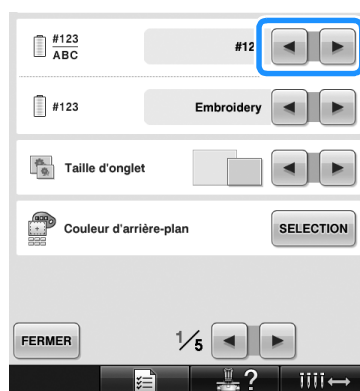 #123
ABC
#12
#123
Embroidery
Taille d'onglet
Couleur d'arrière-plan
SELECTION
FERMER
1/5
?